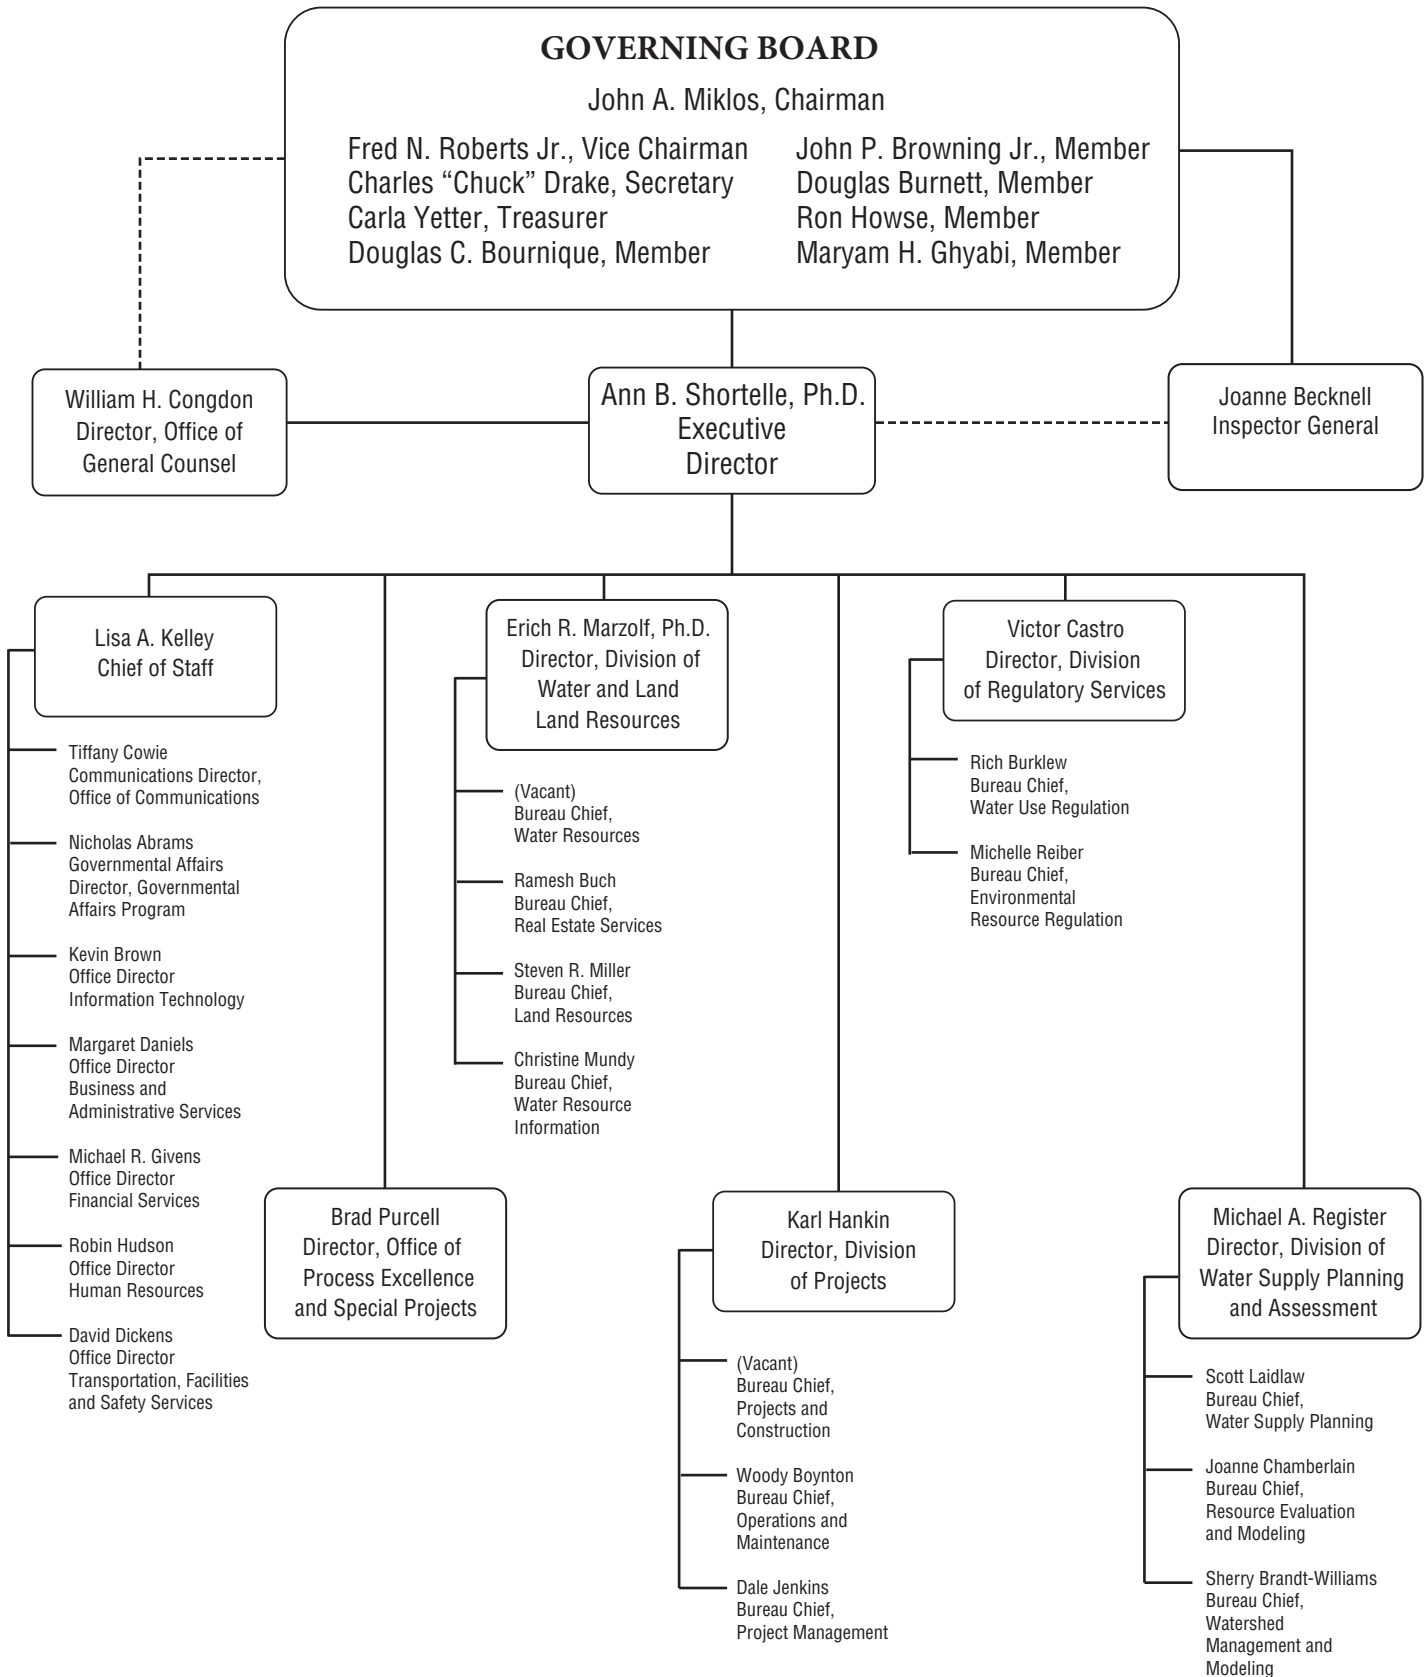 GOVERNING BOARD
John A. Miklos, Chairman
Fred N. Roberts Jr., Vice Chairman
Charles “Chuck” Drake, Secretary
Carla Yetter, Treasurer
Douglas C. Bournique, Member
John P. Browning Jr., Member
Douglas Burnett, Member
Ron Howse, Member
Maryam H. Ghyabi, Member
William H. Congdon
Director, Office of
General Counsel
Ann B. Shortelle, Ph.D.
Executive
Director
Joanne Becknell
Inspector General
Lisa A. Kelley
Chief of Staff
Tiffany Cowie
Communications Director,
Office of Communications
Nicholas Abrams
Governmental Affairs
Director, Governmental
Affairs Program
Kevin Brown
Office Director
Information Technology
Margaret Daniels
Office Director
Business and
Administrative Services
Michael R. Givens
Office Director
Financial Services
Robin Hudson
Office Director
Human Resources
David Dickens
Office Director
Transportation, Facilities
and Safety Services
Brad Purcell
Director, Office of
Process Excellence
and Special Projects
Erich R. Marzolf, Ph.D.
Director, Division of
Water and Land
Land Resources
(Vacant)
Bureau Chief,
Water Resources
Ramesh Buch
Bureau Chief,
Real Estate Services
Steven R. Miller
Bureau Chief,
Land Resources
Christine Mundy
Bureau Chief,
Water Resource
Information
Karl Hankin
Director, Division
of Projects
(Vacant)
Bureau Chief,
Projects and
Construction
Woody Boynton
Bureau Chief,
Operations and
Maintenance
Dale Jenkins
Bureau Chief,
Project Management
Victor Castro
Director, Division
of Regulatory Services
Rich Burklew
Bureau Chief,
Water Use Regulation
Michelle Reiber
Bureau Chief,
Environmental
Resource Regulation
Michael A. Register
Director, Division of
Water Supply Planning
and Assessment
Scott Laidlaw
Bureau Chief,
Water Supply Planning
Joanne Chamberlain
Bureau Chief,
Resource Evaluation
and Modeling
Sherry Brandt-Williams
Bureau Chief,
Watershed
Management and
Modeling